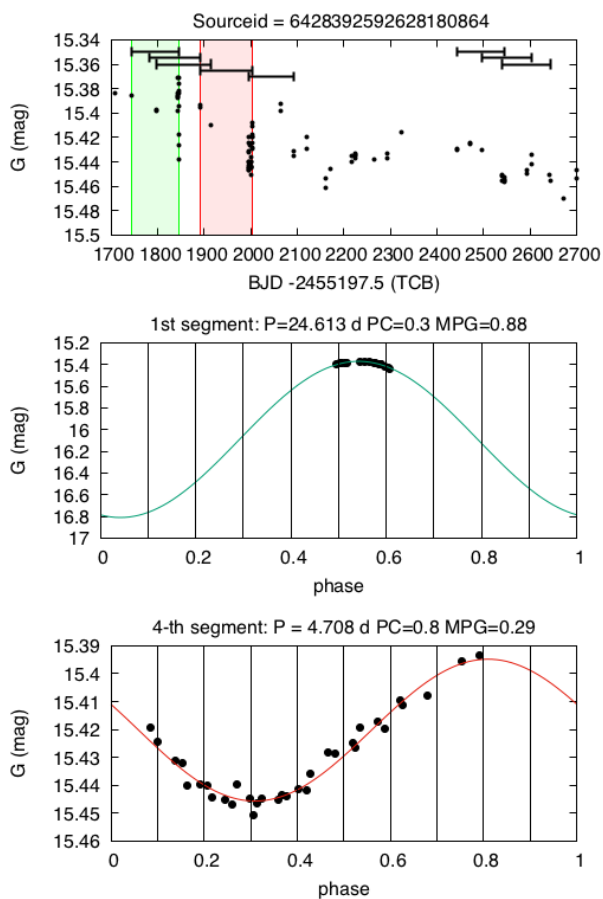 Sourceid = 6428392592628180864
15.34
15.36
15.38
15.4
15.42
15.44
15.46
15.48
15.5
G (mag)
1700 1800 1900 2000 2100 2200 2300 2400 2500 2600 2700
BJD -2455197.5 (TCB)
1st segment: P=24.613 d PC=0.3 MPG=0.88
15.2
15.4
15.6
15.8
16
16.2
16.4
16.6
16.8
17
G (mag)
0 0.2 0.4 0.6 0.8 1
phase
4-th segment: P = 4.708 d PC=0.8 MPG=0.29
15.39
15.4
15.41
15.42
15.43
15.44
15.45
15.46
G (mag)
0 0.2 0.4 0.6 0.8 1
phase